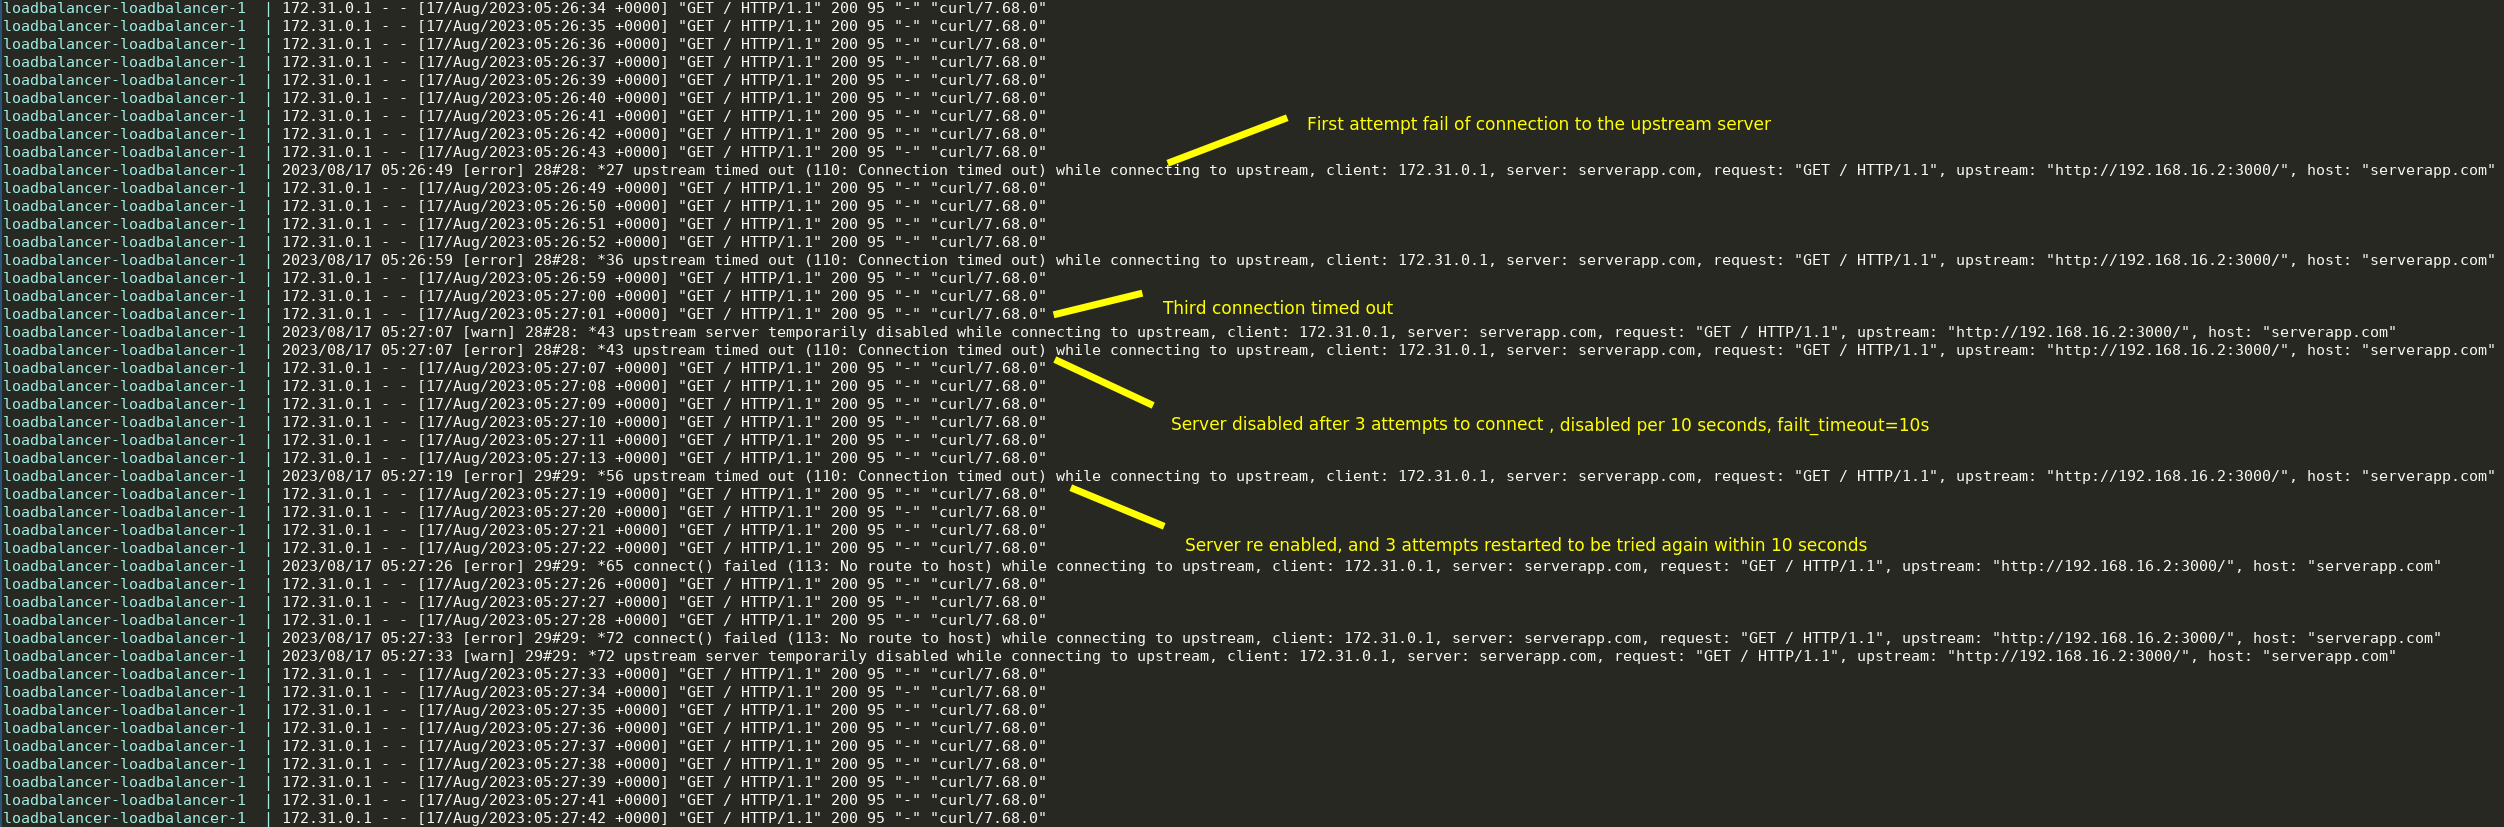 loadbalancer-loadbalancer-1  | 172.31.0.1 - - [17/Aug/2023:05:26:34 +0000] "GET / HTTP/1.1" 200 95 "-" "curl/7.68.0"
loadbalancer-loadbalancer-1  | 172.31.0.1 - - [17/Aug/2023:05:26:35 +0000] "GET / HTTP/1.1" 200 95 "-" "curl/7.68.0"
loadbalancer-loadbalancer-1  | 172.31.0.1 - - [17/Aug/2023:05:26:36 +0000] "GET / HTTP/1.1" 200 95 "-" "curl/7.68.0"
loadbalancer-loadbalancer-1  | 172.31.0.1 - - [17/Aug/2023:05:26:37 +0000] "GET / HTTP/1.1" 200 95 "-" "curl/7.68.0"
loadbalancer-loadbalancer-1  | 172.31.0.1 - - [17/Aug/2023:05:26:39 +0000] "GET / HTTP/1.1" 200 95 "-" "curl/7.68.0"
loadbalancer-loadbalancer-1  | 172.31.0.1 - - [17/Aug/2023:05:26:40 +0000] "GET / HTTP/1.1" 200 95 "-" "curl/7.68.0"
loadbalancer-loadbalancer-1  | 172.31.0.1 - - [17/Aug/2023:05:26:41 +0000] "GET / HTTP/1.1" 200 95 "-" "curl/7.68.0"
First attempt fail of connection to the upstream server
loadbalancer-loadbalancer-1  | 172.31.0.1 - - [17/Aug/2023:05:26:42 +0000] "GET / HTTP/1.1" 200 95 "-" "curl/7.68.0"
loadbalancer-loadbalancer-1  | 172.31.0.1 - - [17/Aug/2023:05:26:43 +0000] "GET / HTTP/1.1" 200 95 "-" "curl/7.68.0"
loadbalancer-loadbalancer-1  | 2023/08/17 05:26:49 [error] 28#28: *27 upstream timed out (110: Connection timed out) while connecting to upstream, client: 172.31.0.1, server: serverapp.com, request: "GET / HTTP/1.1", upstream: "http://192.168.16.2:3000/", host: "serverapp.com"
loadbalancer-loadbalancer-1  | 172.31.0.1 - - [17/Aug/2023:05:26:49 +0000] "GET / HTTP/1.1" 200 95 "-" "curl/7.68.0"
loadbalancer-loadbalancer-1  | 172.31.0.1 - - [17/Aug/2023:05:26:50 +0000] "GET / HTTP/1.1" 200 95 "-" "curl/7.68.0"
loadbalancer-loadbalancer-1  | 172.31.0.1 - - [17/Aug/2023:05:26:51 +0000] "GET / HTTP/1.1" 200 95 "-" "curl/7.68.0"
loadbalancer-loadbalancer-1  | 172.31.0.1 - - [17/Aug/2023:05:26:52 +0000] "GET / HTTP/1.1" 200 95 "-" "curl/7.68.0"
loadbalancer-loadbalancer-1  | 2023/08/17 05:26:59 [error] 28#28: *36 upstream timed out (110: Connection timed out) while connecting to upstream, client: 172.31.0.1, server: serverapp.com, request: "GET / HTTP/1.1", upstream: "http://192.168.16.2:3000/", host: "serverapp.com"
loadbalancer-loadbalancer-1  | 172.31.0.1 - - [17/Aug/2023:05:26:59 +0000] "GET / HTTP/1.1" 200 95 "-" "curl/7.68.0"
loadbalancer-loadbalancer-1  | 172.31.0.1 - - [17/Aug/2023:05:27:00 +0000] "GET / HTTP/1.1" 200 95 "-" "curl/7.68.0"
Third connection timed out
loadbalancer-loadbalancer-1  | 172.31.0.1 - - [17/Aug/2023:05:27:01 +0000] "GET / HTTP/1.1" 200 95 "-" "curl/7.68.0"
loadbalancer-loadbalancer-1  | 2023/08/17 05:27:07 [warn] 28#28: *43 upstream server temporarily disabled while connecting to upstream, client: 172.31.0.1, server: serverapp.com, request: "GET / HTTP/1.1", upstream: "http://192.168.16.2:3000/", host: "serverapp.com"
loadbalancer-loadbalancer-1  | 2023/08/17 05:27:07 [error] 28#28: *43 upstream timed out (110: Connection timed out) while connecting to upstream, client: 172.31.0.1, server: serverapp.com, request: "GET / HTTP/1.1", upstream: "http://192.168.16.2:3000/", host: "serverapp.com"
loadbalancer-loadbalancer-1  | 172.31.0.1 - - [17/Aug/2023:05:27:07 +0000] "GET / HTTP/1.1" 200 95 "-" "curl/7.68.0"
loadbalancer-loadbalancer-1  | 172.31.0.1 - - [17/Aug/2023:05:27:08 +0000] "GET / HTTP/1.1" 200 95 "-" "curl/7.68.0"
loadbalancer-loadbalancer-1  | 172.31.0.1 - - [17/Aug/2023:05:27:09 +0000] "GET / HTTP/1.1" 200 95 "-" "curl/7.68.0"
loadbalancer-loadbalancer-1  | 172.31.0.1 - - [17/Aug/2023:05:27:10 +0000] "GET / HTTP/1.1" 200 95 "-" "curl/7.68.0"
Server disabled after 3 attempts to connect , disabled per 10 seconds, failt_timeout=10s
loadbalancer-loadbalancer-1  | 172.31.0.1 - - [17/Aug/2023:05:27:11 +0000] "GET / HTTP/1.1" 200 95 "-" "curl/7.68.0"
loadbalancer-loadbalancer-1  | 172.31.0.1 - - [17/Aug/2023:05:27:13 +0000] "GET / HTTP/1.1" 200 95 "-" "curl/7.68.0"
loadbalancer-loadbalancer-1  | 2023/08/17 05:27:19 [error] 29#29: *56 upstream timed out (110: Connection timed out) while connecting to upstream, client: 172.31.0.1, server: serverapp.com, request: "GET / HTTP/1.1", upstream: "http://192.168.16.2:3000/", host: "serverapp.com"
loadbalancer-loadbalancer-1  | 172.31.0.1 - - [17/Aug/2023:05:27:19 +0000] "GET / HTTP/1.1" 200 95 "-" "curl/7.68.0"
loadbalancer-loadbalancer-1  | 172.31.0.1 - - [17/Aug/2023:05:27:20 +0000] "GET / HTTP/1.1" 200 95 "-" "curl/7.68.0"
loadbalancer-loadbalancer-1  | 172.31.0.1 - - [17/Aug/2023:05:27:21 +0000] "GET / HTTP/1.1" 200 95 "-" "curl/7.68.0"
loadbalancer-loadbalancer-1  | 172.31.0.1 - - [17/Aug/2023:05:27:22 +0000] "GET / HTTP/1.1" 200 95 "-" "curl/7.68.0"
Server re enabled, and 3 attempts restarted to be tried again within 10 seconds
loadbalancer-loadbalancer-1  | 2023/08/17 05:27:26 [error] 29#29: *65 connect() failed (113: No route to host) while connecting to upstream, client: 172.31.0.1, server: serverapp.com, request: "GET / HTTP/1.1", upstream: "http://192.168.16.2:3000/", host: "serverapp.com"
loadbalancer-loadbalancer-1  | 172.31.0.1 - - [17/Aug/2023:05:27:26 +0000] "GET / HTTP/1.1" 200 95 "-" "curl/7.68.0"
loadbalancer-loadbalancer-1  | 172.31.0.1 - - [17/Aug/2023:05:27:27 +0000] "GET / HTTP/1.1" 200 95 "-" "curl/7.68.0"
loadbalancer-loadbalancer-1  | 172.31.0.1 - - [17/Aug/2023:05:27:28 +0000] "GET / HTTP/1.1" 200 95 "-" "curl/7.68.0"
loadbalancer-loadbalancer-1  | 2023/08/17 05:27:33 [error] 29#29: *72 connect() failed (113: No route to host) while connecting to upstream, client: 172.31.0.1, server: serverapp.com, request: "GET / HTTP/1.1", upstream: "http://192.168.16.2:3000/", host: "serverapp.com"
loadbalancer-loadbalancer-1  | 2023/08/17 05:27:33 [warn] 29#29: *72 upstream server temporarily disabled while connecting to upstream, client: 172.31.0.1, server: serverapp.com, request: "GET / HTTP/1.1", upstream: "http://192.168.16.2:3000/", host: "serverapp.com"
loadbalancer-loadbalancer-1  | 172.31.0.1 - - [17/Aug/2023:05:27:33 +0000] "GET / HTTP/1.1" 200 95 "-" "curl/7.68.0"
loadbalancer-loadbalancer-1  | 172.31.0.1 - - [17/Aug/2023:05:27:34 +0000] "GET / HTTP/1.1" 200 95 "-" "curl/7.68.0"
loadbalancer-loadbalancer-1  | 172.31.0.1 - - [17/Aug/2023:05:27:35 +0000] "GET / HTTP/1.1" 200 95 "-" "curl/7.68.0"
loadbalancer-loadbalancer-1  | 172.31.0.1 - - [17/Aug/2023:05:27:36 +0000] "GET / HTTP/1.1" 200 95 "-" "curl/7.68.0"
loadbalancer-loadbalancer-1  | 172.31.0.1 - - [17/Aug/2023:05:27:37 +0000] "GET / HTTP/1.1" 200 95 "-" "curl/7.68.0"
loadbalancer-loadbalancer-1  | 172.31.0.1 - - [17/Aug/2023:05:27:38 +0000] "GET / HTTP/1.1" 200 95 "-" "curl/7.68.0"
loadbalancer-loadbalancer-1  | 172.31.0.1 - - [17/Aug/2023:05:27:39 +0000] "GET / HTTP/1.1" 200 95 "-" "curl/7.68.0"
loadbalancer-loadbalancer-1  | 172.31.0.1 - - [17/Aug/2023:05:27:41 +0000] "GET / HTTP/1.1" 200 95 "-" "curl/7.68.0"
loadbalancer-loadbalancer-1  | 172.31.0.1 - - [17/Aug/2023:05:27:42 +0000] "GET / HTTP/1.1" 200 95 "-" "curl/7.68.0"